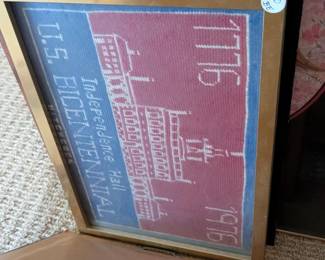 1776 1976
Independence Hall
U.S. BICENTENNIAL